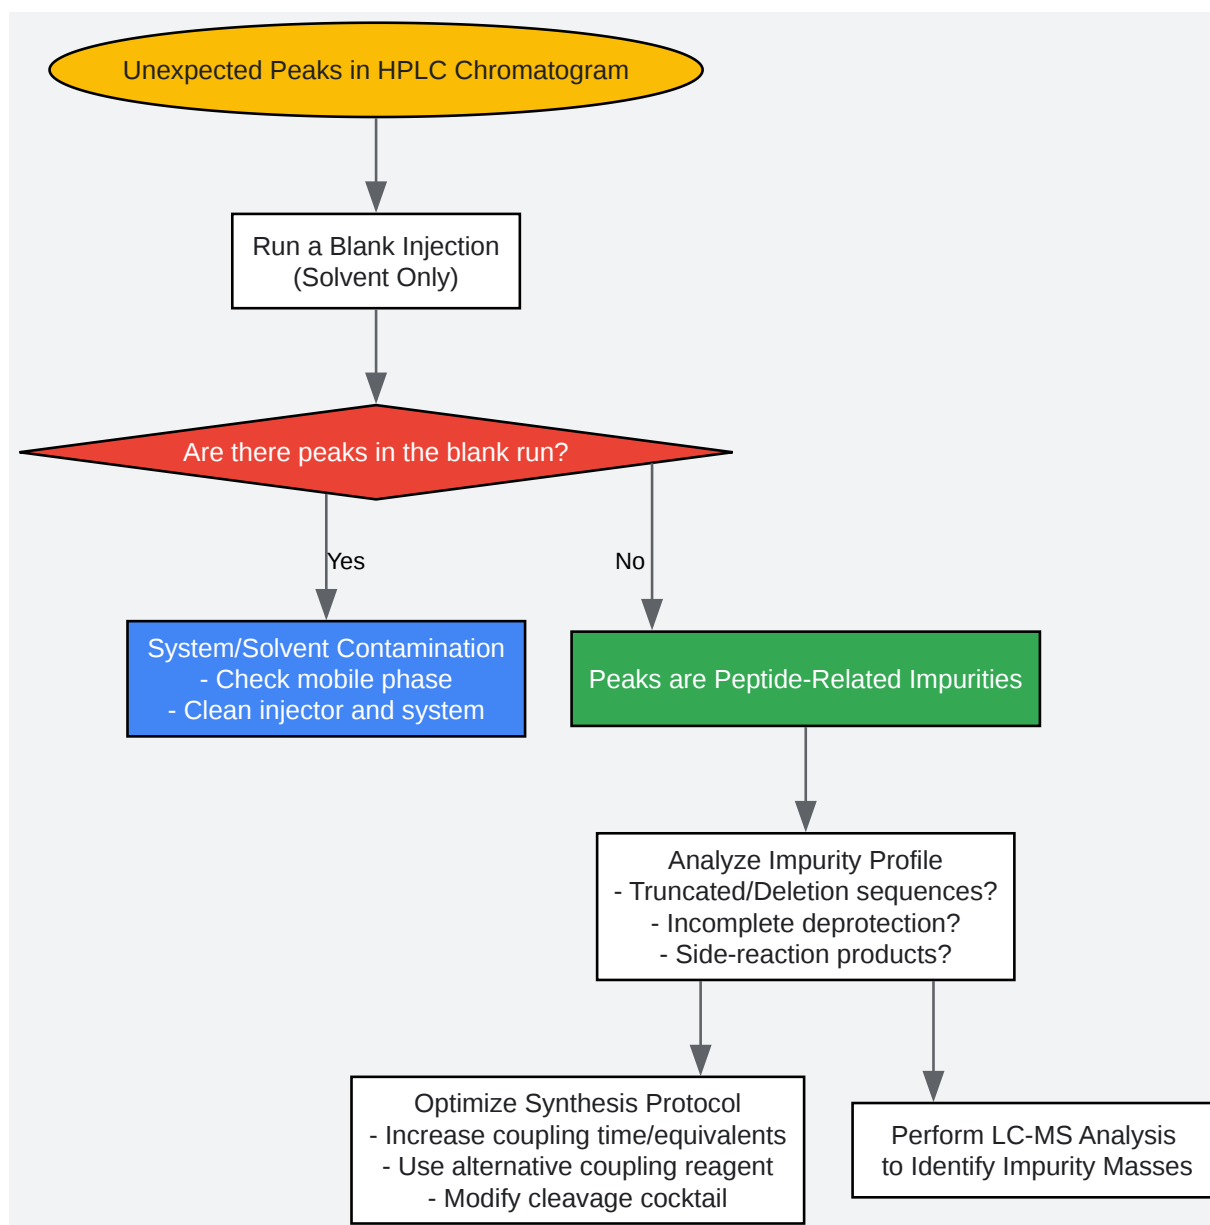 Unexpected Peaks in HPLC Chromatogram
Run a Blank Injection
(Solvent Only)
Are there peaks in the blank run?
Yes
No
System/Solvent Contamination
- Check mobile phase
- Clean injector and system
Peaks are Peptide-Related Impurities
Analyze Impurity Profile
- Truncated/Deletion sequences?
- Incomplete deprotection?
- Side-reaction products?
Optimize Synthesis Protocol
- Increase coupling time/equivalents
- Use alternative coupling reagent
- Modify cleavage cocktail
Perform LC-MS Analysis
to Identify Impurity Masses